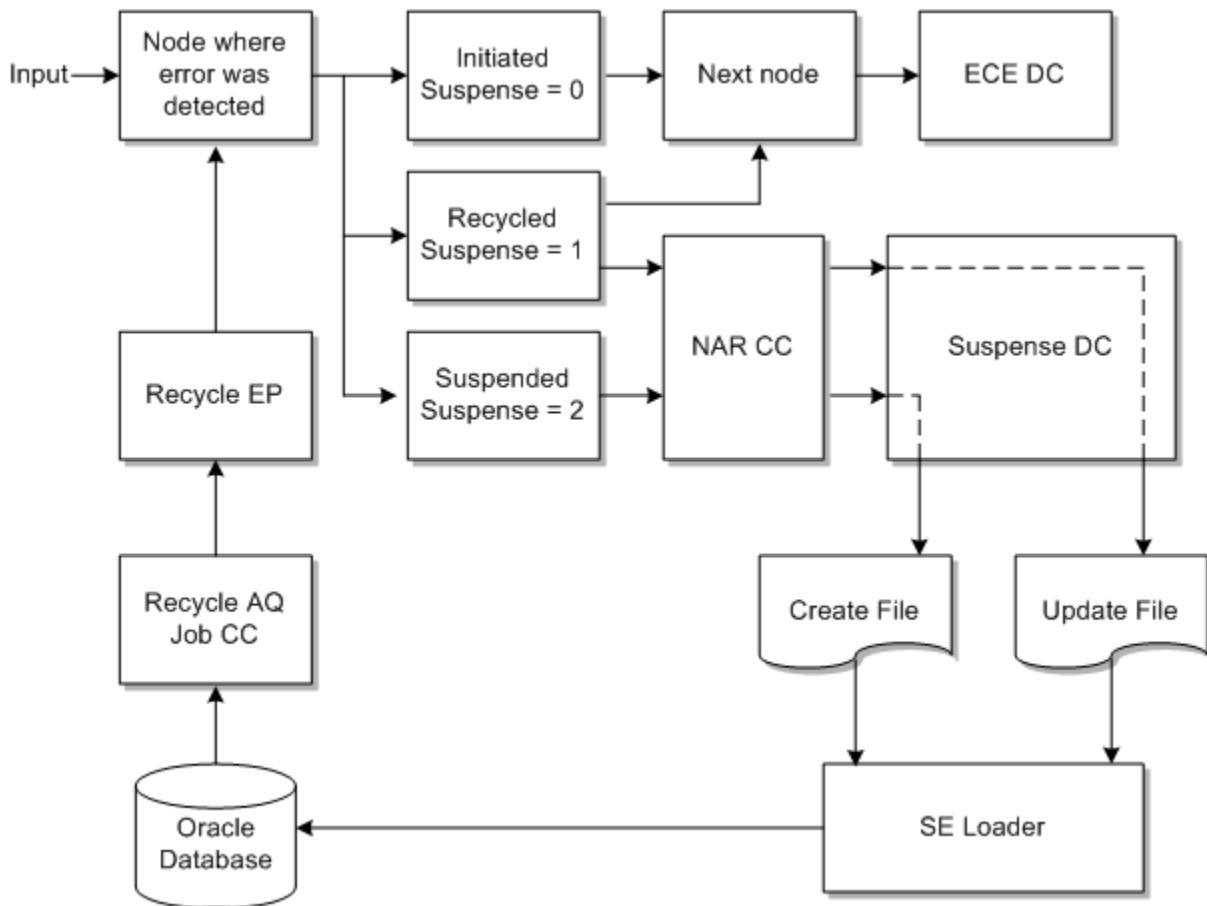 Input
Node where
error was
detected
Initiated
Suspense = 0
Next node
ECE DC
Recycled
Suspense = 1
NAR CC
Suspense DC
Recycle EP
Suspended
Suspense = 2
Recycle AQ
Job CC
Create File
Update File
Oracle
Database
SE Loader